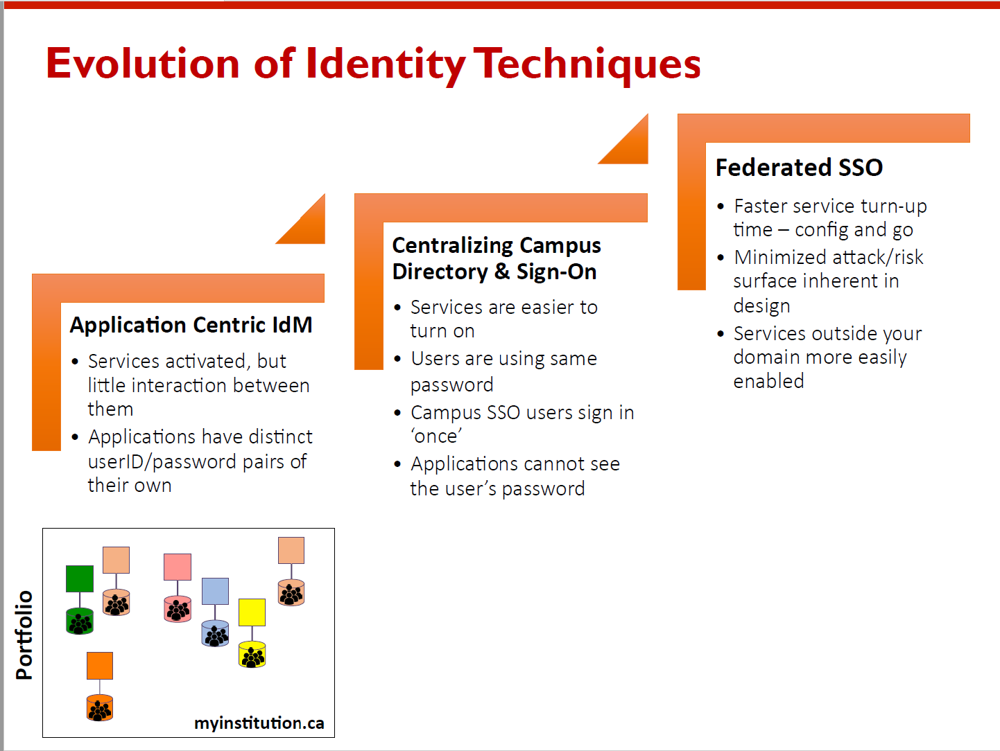 Evolution of Identity Techniques
Application Centric IdM
• Services activated, but
little interaction between
them
• Applications have distinct
userID/password pairs of
their own
Centralizing Campus
Directory & Sign-On
• Services are easier to
turn on
• Users are using same
password
• Campus SSO users sign in
‘once’
• Applications cannot see
the user’s password
Federated SSO
• Faster service turn-up
time – config and go
• Minimized attack/risk
surface inherent in
design
• Services outside your
domain more easily
enabled
Portfolio
myinstitution.ca